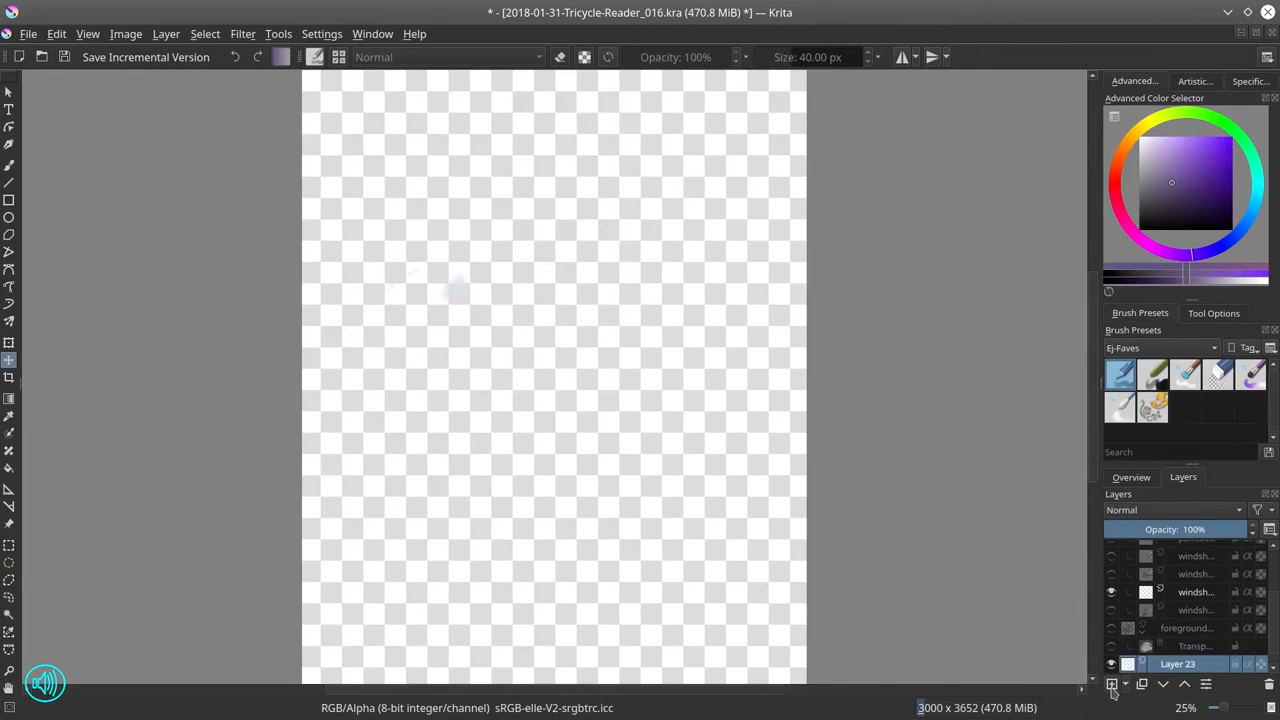 * - [2018-01-31-Tricycle-Reader_016.kra (470.8 MiB) *] — Krita
File Edit View Image Layer Select Filter Tools Settings Window Help
Save Incremental Version Normal Opacity: 100% Size: 40.00 px
Advanced... Artistic... Specific...
Advanced Color Selector
Brush Presets Tool Options
Brush Presets
Ej-Faves Tag
Search
Overview Layers
Layers
Normal
Opacity: 100%
windsh...
windsh...
windsh...
windsh...
foreground...
Transp...
Layer 23
RGB/Alpha (8-bit integer/channel) sRGB-elle-V2-srgbtrc.icc 3000 x 3652 (470.8 MiB) 25%